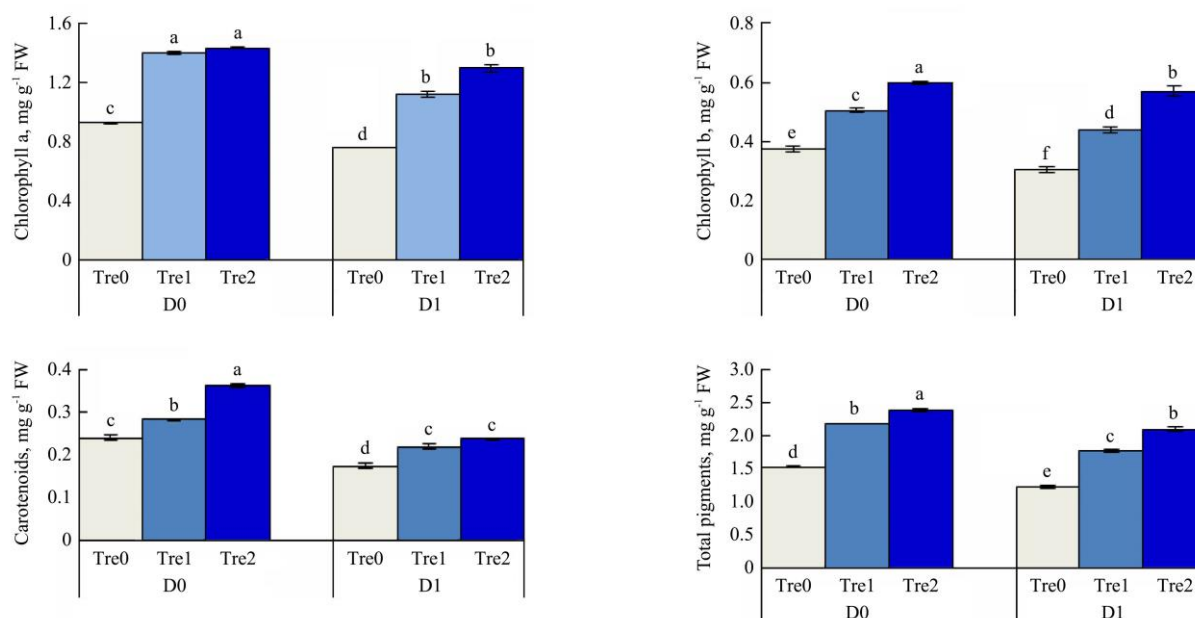 Chlorophyll a, mg g⁻¹ FW
1.6
1.2
0.8
0.4
0
c
a
a
d
b
b
Tre0 Tre1 Tre2 Tre0 Tre1 Tre2
D0 D1
Chlorophyll b, mg g⁻¹ FW
0.8
0.6
0.4
0.2
0
e
c
a
f
d
b
Tre0 Tre1 Tre2 Tre0 Tre1 Tre2
D0 D1
Carotenoids, mg g⁻¹ FW
0.4
0.3
0.2
0.1
0
c
b
a
d
c
c
Tre0 Tre1 Tre2 Tre0 Tre1 Tre2
D0 D1
Total pigments, mg g⁻¹ FW
3.0
2.5
2.0
1.5
1.0
0.5
0
d
b
a
e
c
b
Tre0 Tre1 Tre2 Tre0 Tre1 Tre2
D0 D1